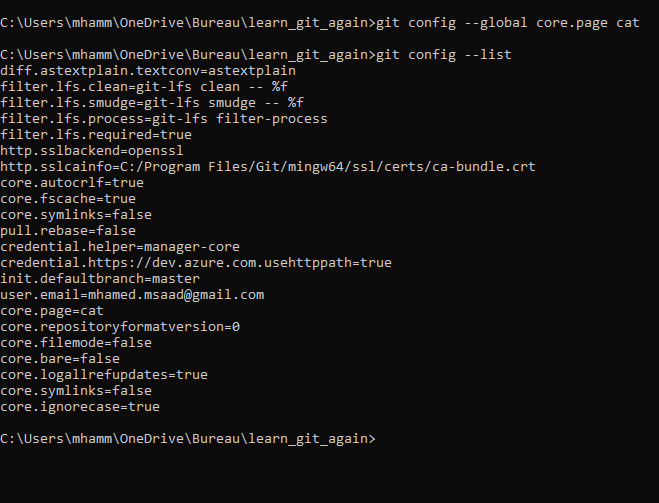 C:\Users\mhamm\OneDrive\Bureau\learn_git_again>git config --global core.page cat
C:\Users\mhamm\OneDrive\Bureau\learn_git_again>git config --list
diff.astextplain.textconv=astextplain
filter.lfs.clean=git-lfs clean -- %f
filter.lfs.smudge=git-lfs smudge -- %f
filter.lfs.process=git-lfs filter-process
filter.lfs.required=true
http.sslbackend=openssl
http.sslcainfo=C:/Program Files/Git/mingw64/ssl/certs/ca-bundle.crt
core.autocrlf=true
core.fscache=true
core.symlinks=false
pull.rebase=false
credential.helper=manager-core
credential.https://dev.azure.com.usehttppath=true
init.defaultbranch=master
user.email=mhamed.msaad@gmail.com
core.page=cat
core.repositoryformatversion=0
core.filemode=false
core.bare=false
core.logallrefupdates=true
core.symlinks=false
core.ignorecase=true
C:\Users\mhamm\OneDrive\Bureau\learn_git_again>